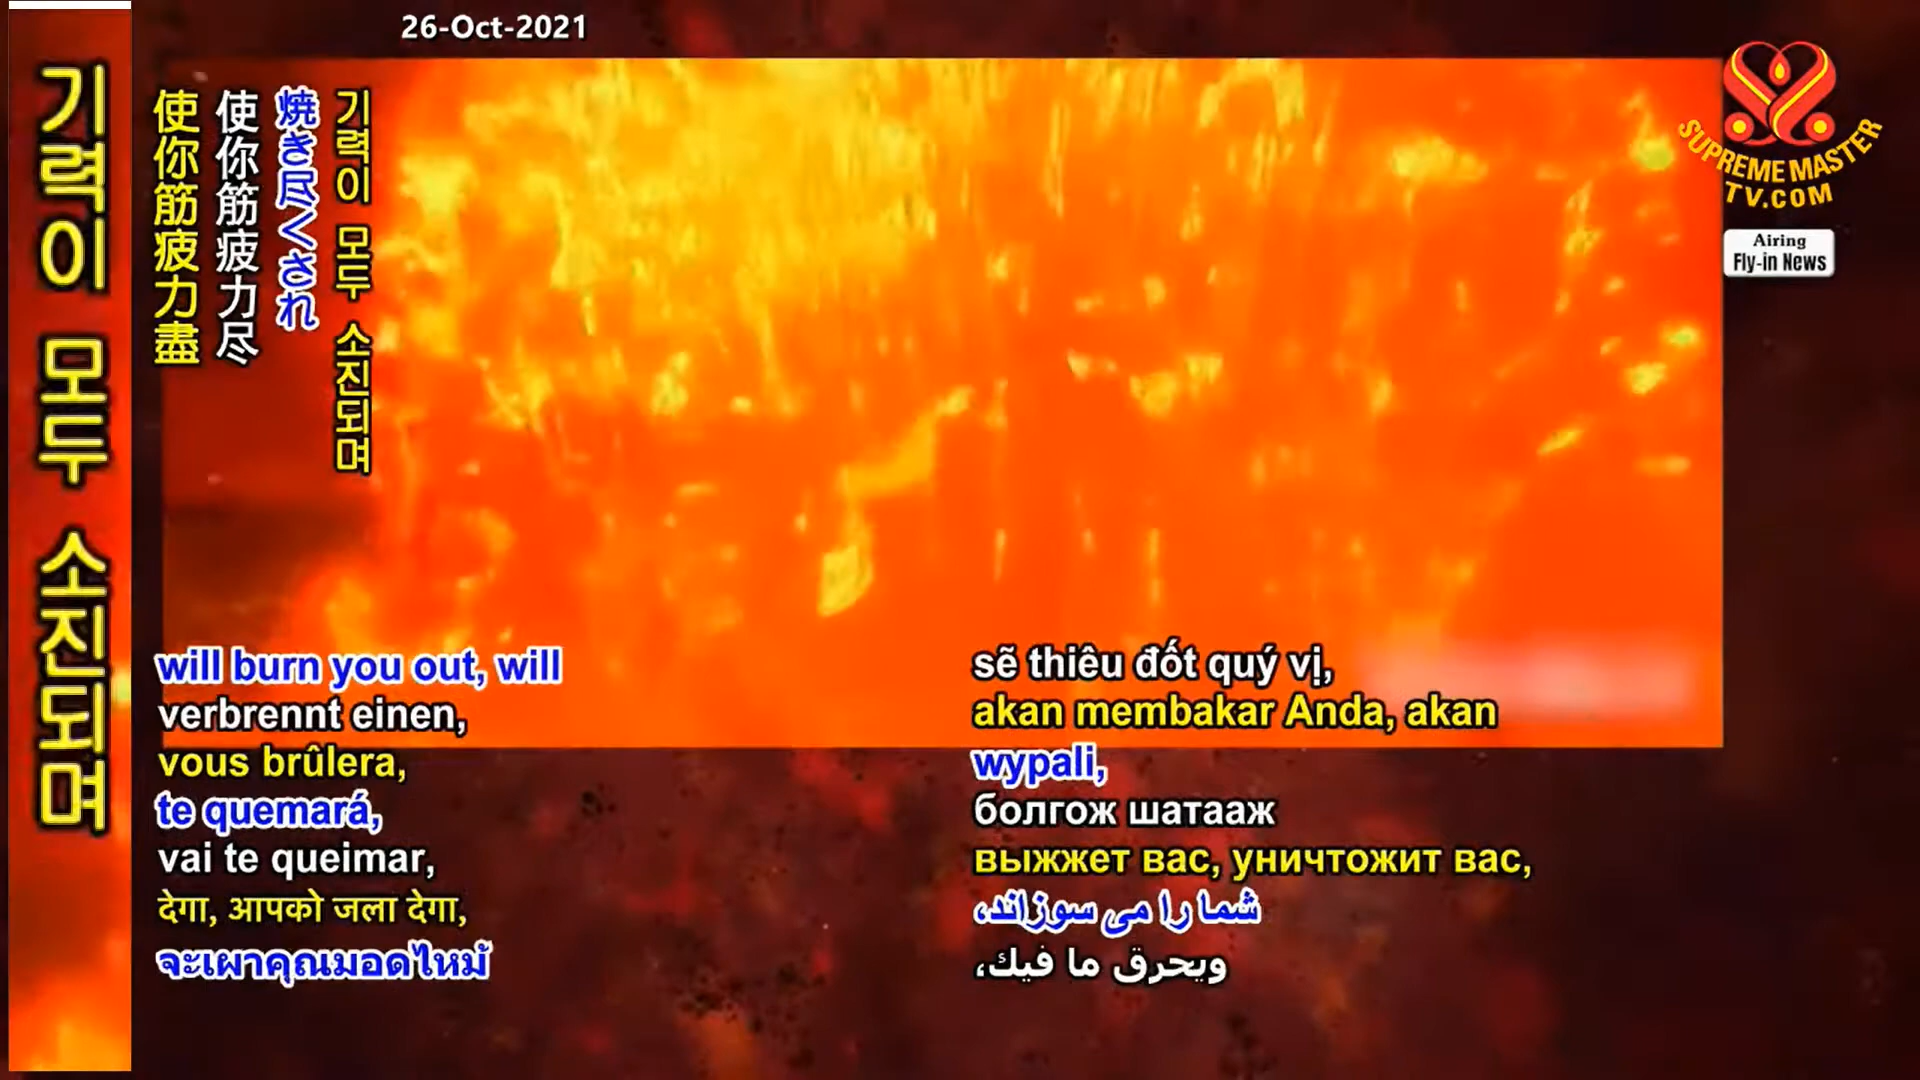 26-Oct-2021
기력이 모두 소진되며
使你筋疲力盡
使你筋疲力尽
焼き尽くされ
기력이 모두 소진되며
SUPREME MASTER
TV.COM
Airing
Fly-in News
will burn you out, will
verbrennt einen,
vous brûlera,
te quemará,
vai te queimar,
देगा, आपको जला देगा,
จะเผาคุณมอดไหม้
sẽ thiêu đốt quý vị,
akan membakar Anda, akan
wypali,
болгож шатааж
выжжет вас, уничтожит вас,
شما را می سوزاند،
ويحرق ما فيك،